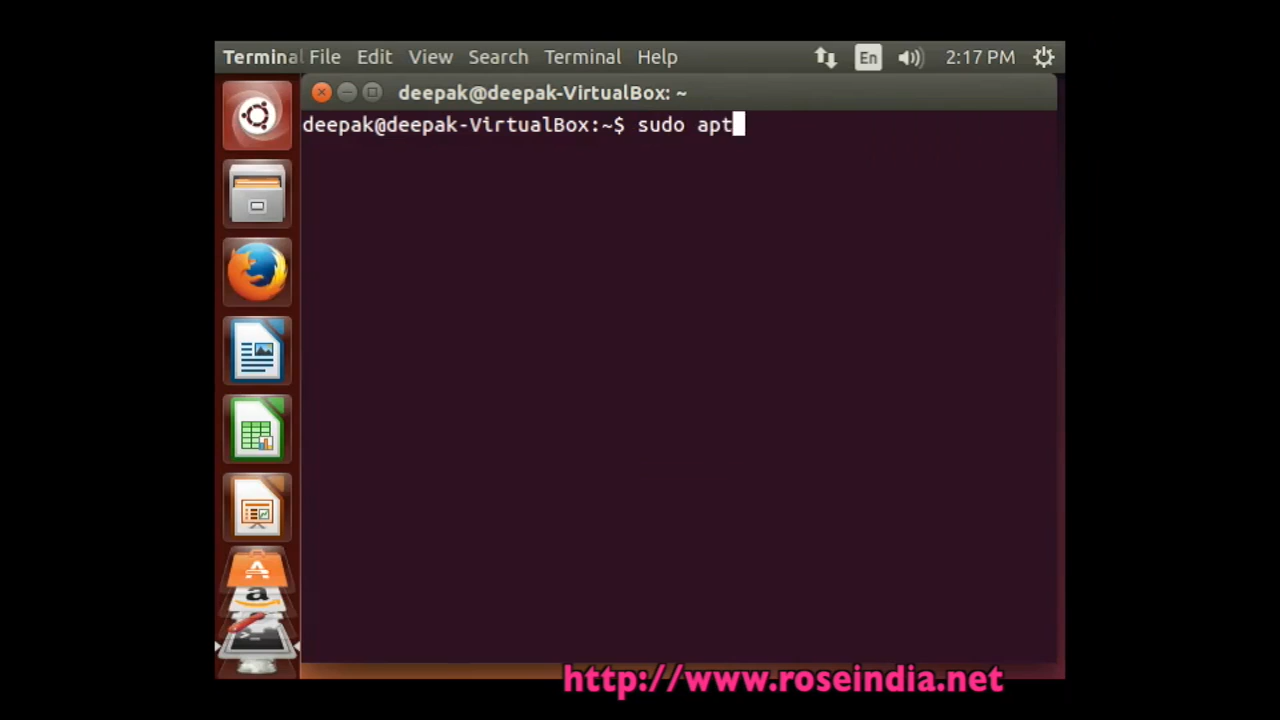 Terminal File Edit View Search Terminal Help En 2:17 PM
deepak@deepak-VirtualBox: ~
deepak@deepak-VirtualBox:~$ sudo apt
http://www.roseindia.net